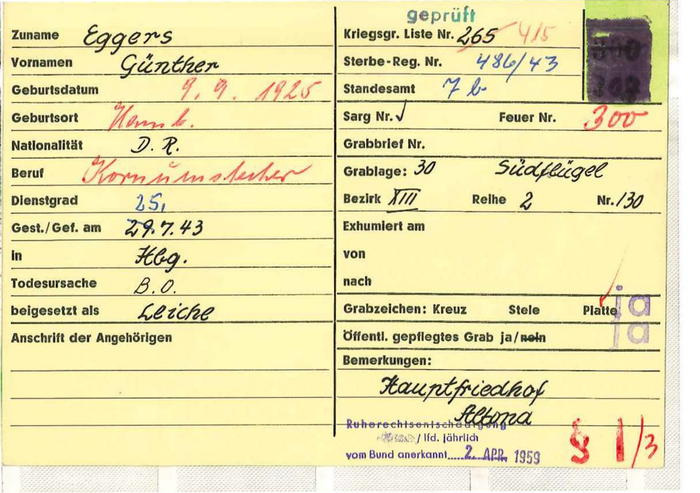 geprüft
Zuname Eggers
Vornamen Günther
Geburtsdatum 9. 9. 1925
Geburtsort Hamb.
Nationalität D. R.
Beruf Kornumstecher
Dienstgrad 25,
Gest./Gef. am 29.7.43
in Hbg.
Todesursache B.O.
beigesetzt als Leiche
Anschrift der Angehörigen
Kriegsgr. Liste Nr. 265 415
Sterbe-Reg. Nr. 486/43
Standesamt 7b
Sarg Nr. Feuer Nr. 300
Grabbrief Nr.
Grablage: 30 Südflügel
Bezirk XIII Reihe 2 Nr. 130
Exhumiert am
von
nach
Grabzeichen: Kreuz Stele Platte ja
Öffentl. gepflegtes Grab ja/nein ja
Bemerkungen:
Hauptfriedhof
Altona
Ruherechtsentschädigung
/ lfd. jährlich
vom Bund anerkannt 2. APR. 1959
1/3